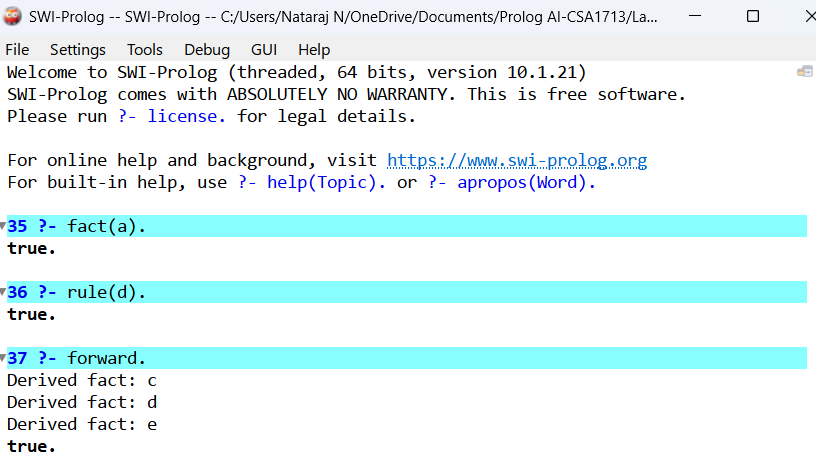 SWI-Prolog -- SWI-Prolog -- C:/Users/Nataraj N/OneDrive/Documents/Prolog AI-CSA1713/La...
File Settings Tools Debug GUI Help
Welcome to SWI-Prolog (threaded, 64 bits, version 10.1.21)
SWI-Prolog comes with ABSOLUTELY NO WARRANTY. This is free software.
Please run ?- license. for legal details.
For online help and background, visit https://www.swi-prolog.org
For built-in help, use ?- help(Topic). or ?- apropos(Word).
35 ?- fact(a).
true.
36 ?- rule(d).
true.
37 ?- forward.
Derived fact: c
Derived fact: d
Derived fact: e
true.